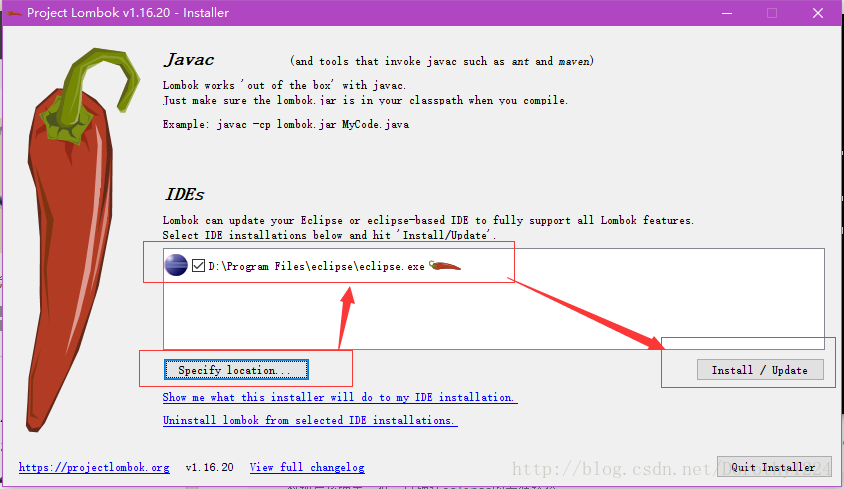 Project Lombok v1.16.20 - Installer
Javac (and tools that invoke javac such as ant and maven)
Lombok works 'out of the box' with javac.
Just make sure the lombok.jar is in your classpath when you compile.
Example: javac -cp lombok.jar MyCode.java
IDEs
Lombok can update your Eclipse or eclipse-based IDE to fully support all Lombok features.
Select IDE installations below and hit 'Install/Update'.
D:\Program Files\eclipse\eclipse.exe
Specify location...
Install / Update
Show me what this installer will do to my IDE installation.
Uninstall lombok from selected IDE installations.
https://projectlombok.org v1.16.20 View full changelog
Quit Installer